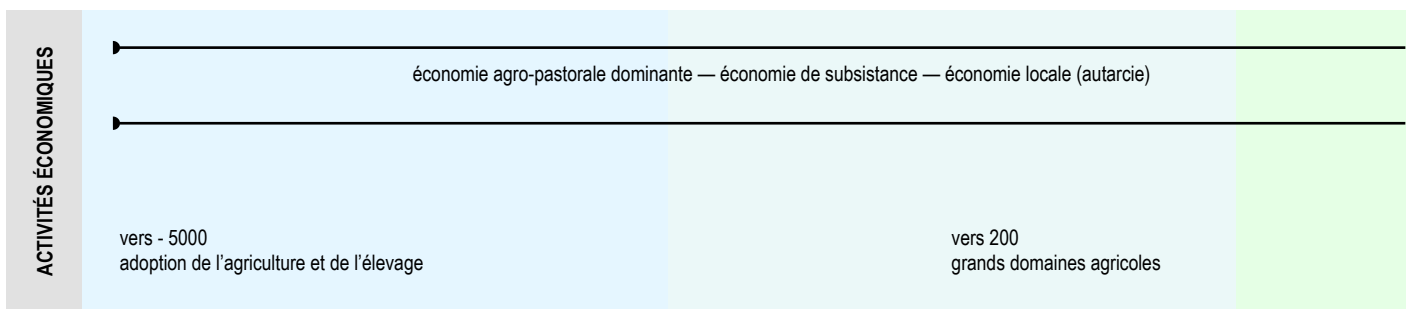 ACTIVITÉS ÉCONOMIQUES
économie agro-pastorale dominante — économie de subsistance — économie locale (autarcie)
vers - 5000
adoption de l’agriculture et de l’élevage
vers 200
grands domaines agricoles